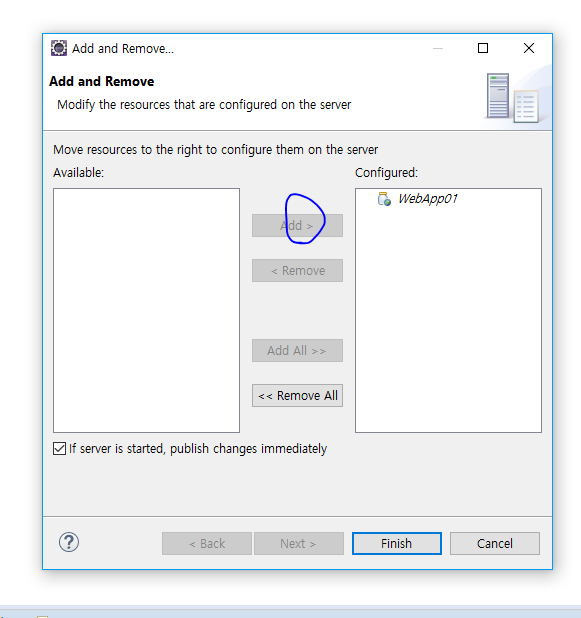 Add and Remove...
Add and Remove
Modify the resources that are configured on the server
Move resources to the right to configure them on the server
Available:
Configured:
WebApp01
Add >
< Remove
Add All >>
<< Remove All
If server is started, publish changes immediately
?
< Back
Next >
Finish
Cancel